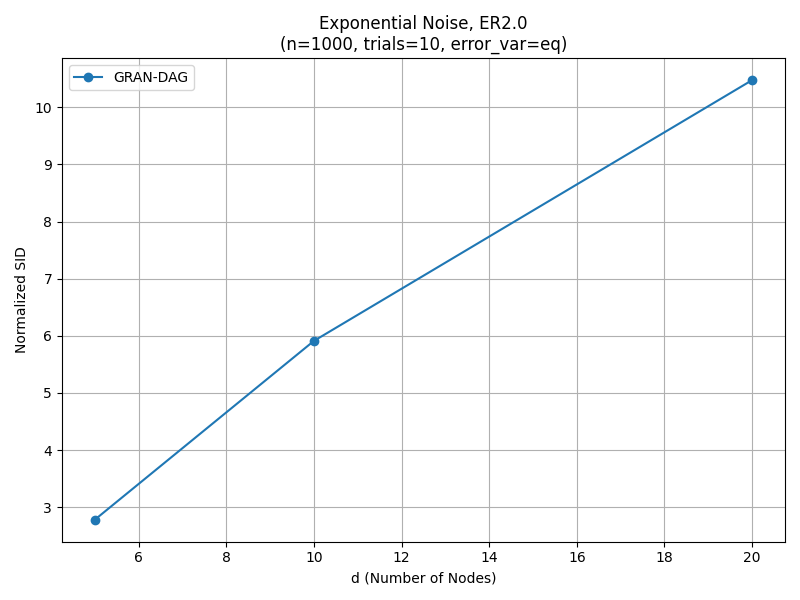 Exponential Noise, ER2.0
(n=1000, trials=10, error_var=eq)
GRAN-DAG
10
9
8
7
6
5
4
3
Normalized SID
6 8 10 12 14 16 18 20
d (Number of Nodes)